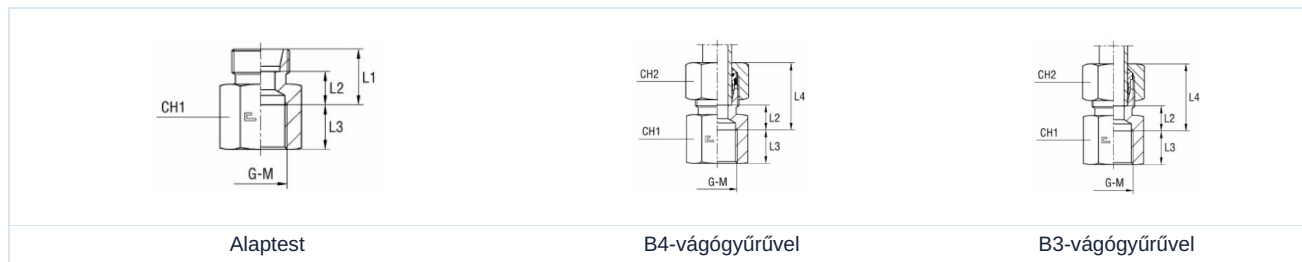 CH1
L1
L2
L3
G-M
CH2
CH1
L4
L2
L3
G-M
CH2
CH1
L4
L2
L3
G-M
Alaptest
B4-vágógyűrűvel
B3-vágógyűrűvel